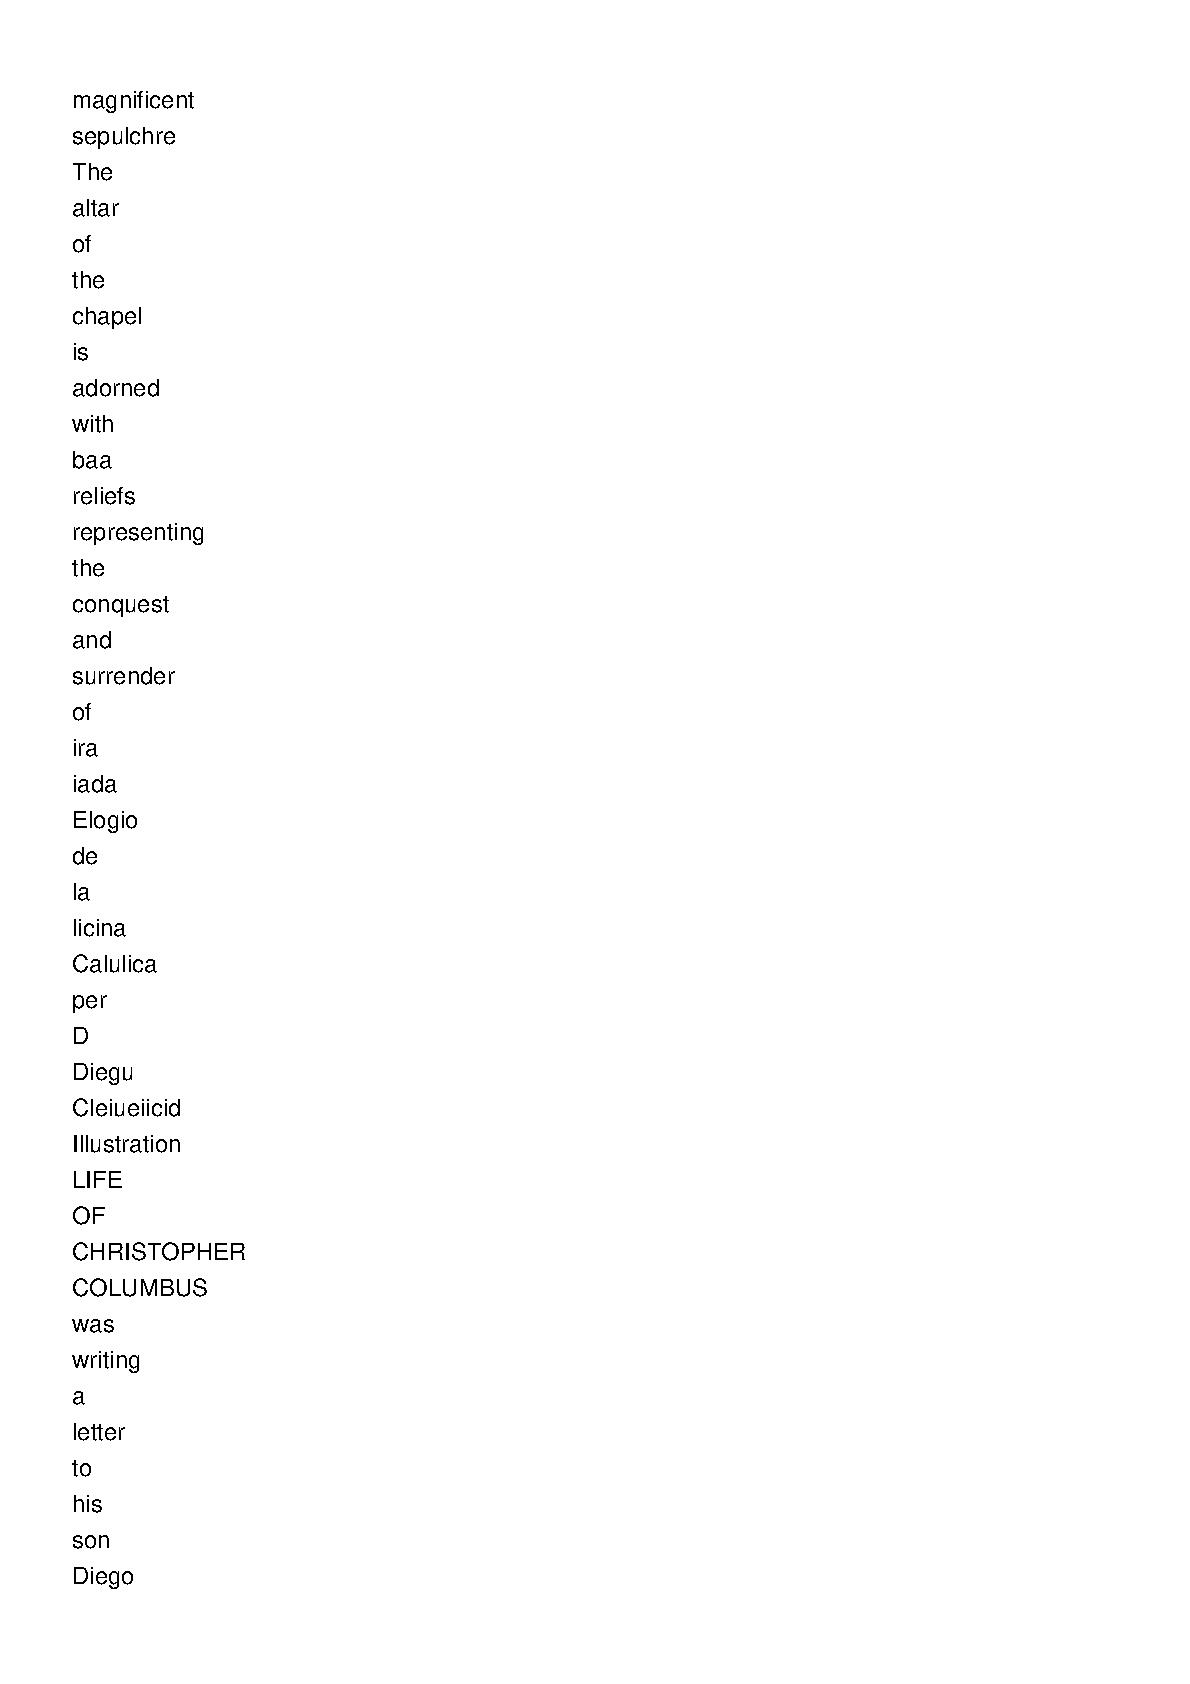 magnificent
sepulchre
The
altar
of
the
chapel
is
adorned
with
baa
reliefs
representing
the
conquest
and
surrender
of
ira
iada
Elogio
de
la
licina
Calulica
per
D
Diegu
Cleiueiicid
Illustration
LIFE
OF
CHRISTOPHER
COLUMBUS
was
writing
a
letter
to
his
son
Diego